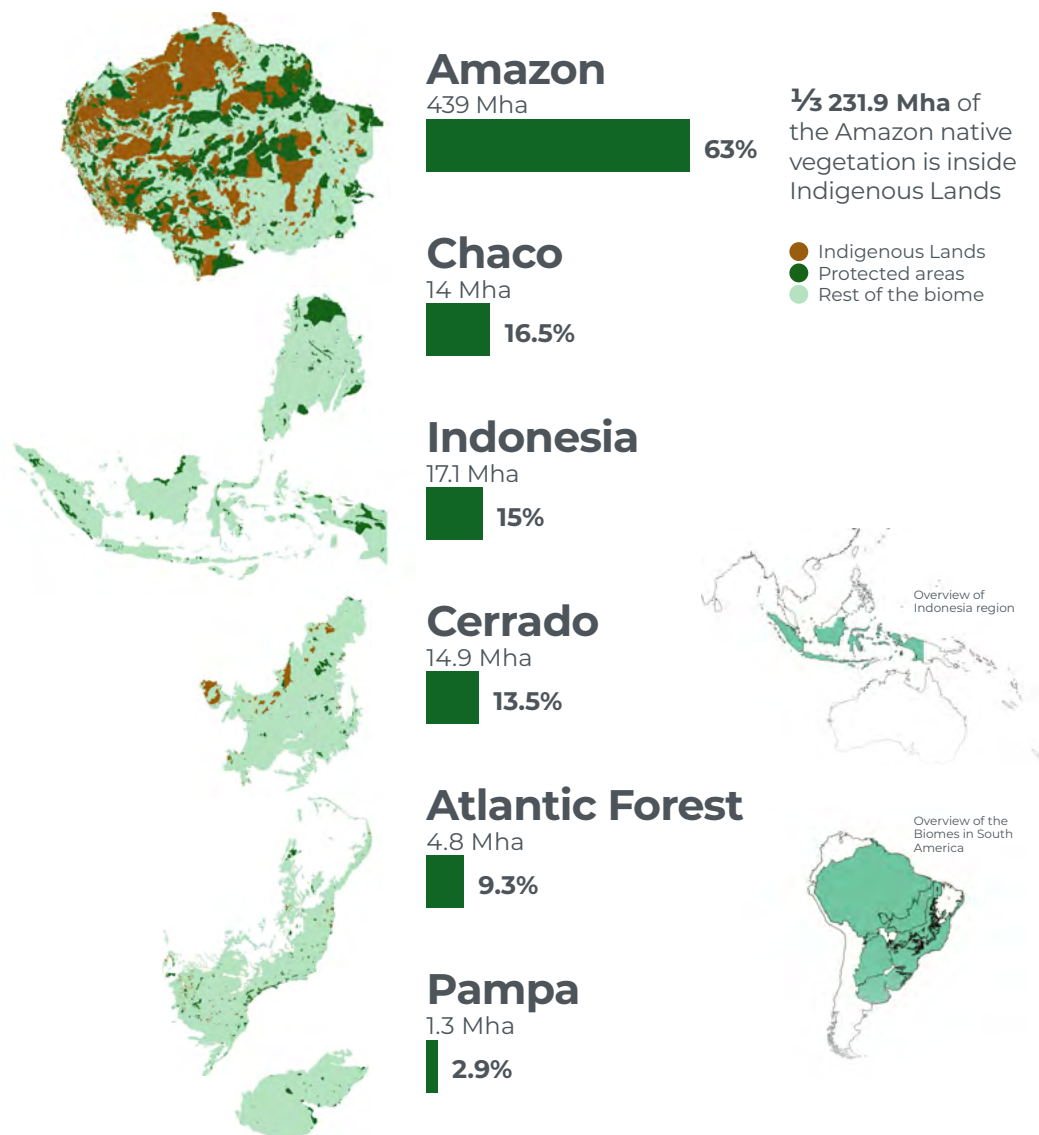 Amazon
439 Mha
63%
⅓ 231.9 Mha of
the Amazon native
vegetation is inside
Indigenous Lands
Indigenous Lands
Protected areas
Rest of the biome
Chaco
14 Mha
16.5%
Indonesia
17.1 Mha
15%
Overview of
Indonesia region
Cerrado
14.9 Mha
13.5%
Atlantic Forest
4.8 Mha
9.3%
Overview of the
Biomes in South
America
Pampa
1.3 Mha
2.9%